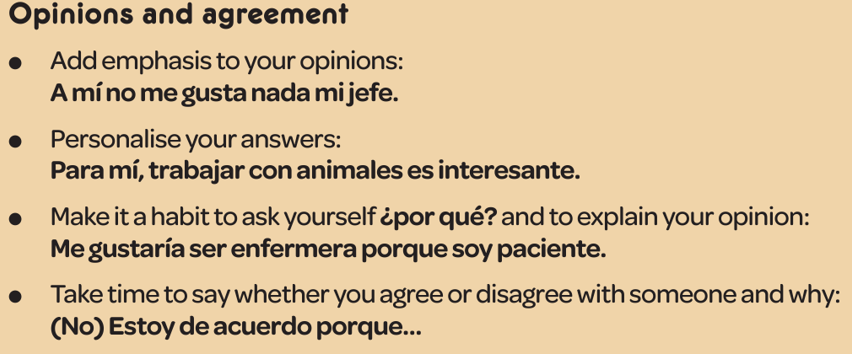 Opinions and agreement
● Add emphasis to your opinions:
A mí no me gusta nada mi jefe.
● Personalise your answers:
Para mí, trabajar con animales es interesante.
● Make it a habit to ask yourself ¿por qué? and to explain your opinion:
Me gustaría ser enfermera porque soy paciente.
● Take time to say whether you agree or disagree with someone and why:
(No) Estoy de acuerdo porque...